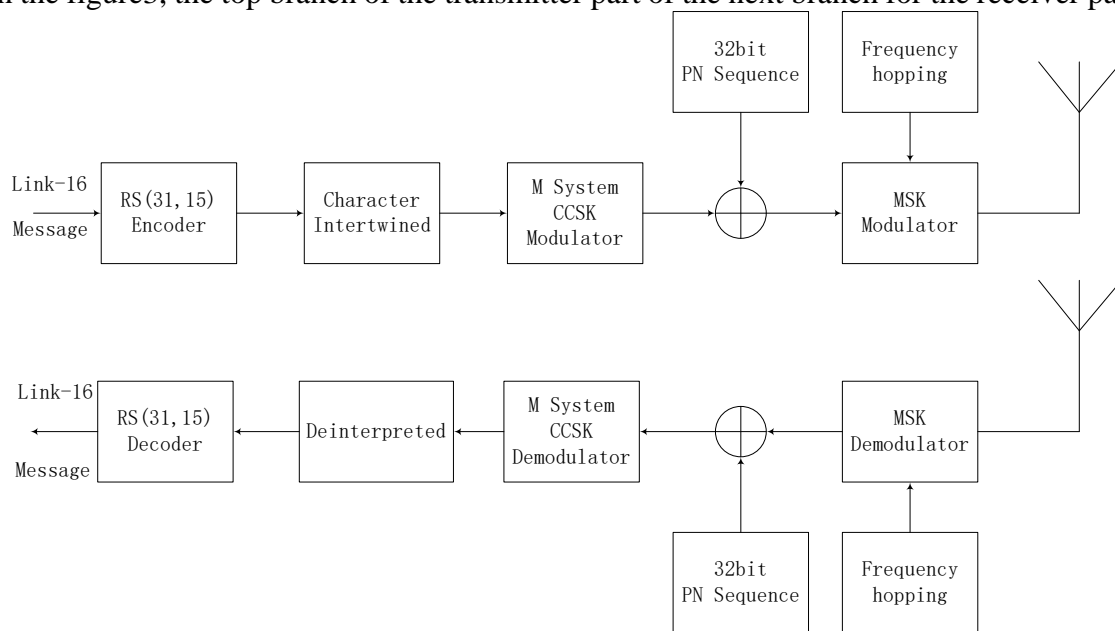 the figure3, the top branch of the transmitter part of the next branch for the receiver
32bit
PN Sequence
Frequency
hopping
Link-16
Message
RS(31,15)
Encoder
Character
Intertwined
M System
CCSK
Modulator
MSK
Modulator
Link-16
Message
RS(31,15)
Decoder
Deinterpreted
M System
CCSK
Demodulator
MSK
Demodulator
32bit
PN Sequence
Frequency
hopping